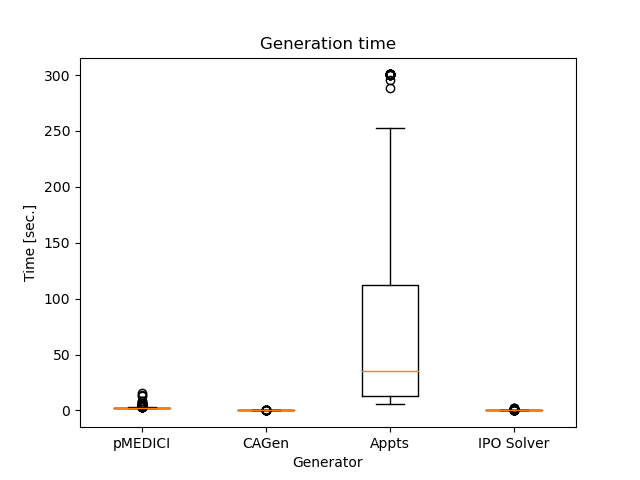 Generation time
Time [sec.]
300
250
200
150
100
50
0
pMEDICI CAGen Appts IPO Solver
Generator